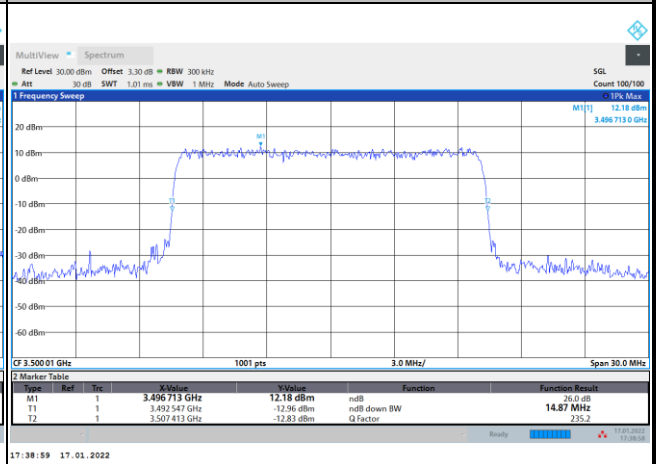 MultiView Spectrum
Ref Level 30.00 dBm Offset 3.30 dB RBW 300 kHz SGL
Att 30 dB SWT 1.01 ms VBW 1 MHz Mode Auto Sweep Count 100/100
1 Frequency Sweep 1Pk Max
M1[1] 12.18 dBm
3.496 713 0 GHz
M1
20 dBm
10 dBm
0 dBm
T1 T2
-10 dBm
-20 dBm
-30 dBm
-40 dBm
-50 dBm
-60 dBm
CF 3.500 01 GHz 1001 pts 3.0 MHz/ Span 30.0 MHz
2 Marker Table
Type Ref Trc X-Value Y-Value Function Function Result
M1 1 3.496 713 GHz 12.18 dBm ndB 26.0 dB
T1 1 3.492 547 GHz -12.96 dBm ndB down BW 14.87 MHz
T2 1 3.507 413 GHz -12.83 dBm Q Factor 235.2
Ready 17.01.2022
17:38:58
17:38:59 17.01.2022